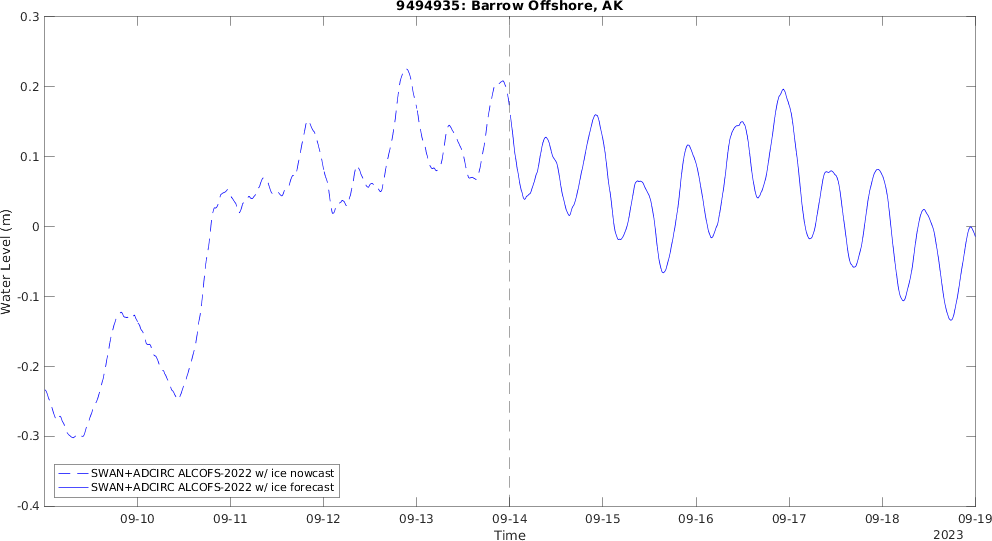 9494935: Barrow Offshore, AK
0.3
0.2
0.1
0
-0.1
-0.2
-0.3
-0.4
Water Level (m)
SWAN+ADCIRC ALCOFS-2022 w/ ice nowcast
SWAN+ADCIRC ALCOFS-2022 w/ ice forecast
09-10 09-11 09-12 09-13 09-14 09-15 09-16 09-17 09-18 09-19
Time
2023